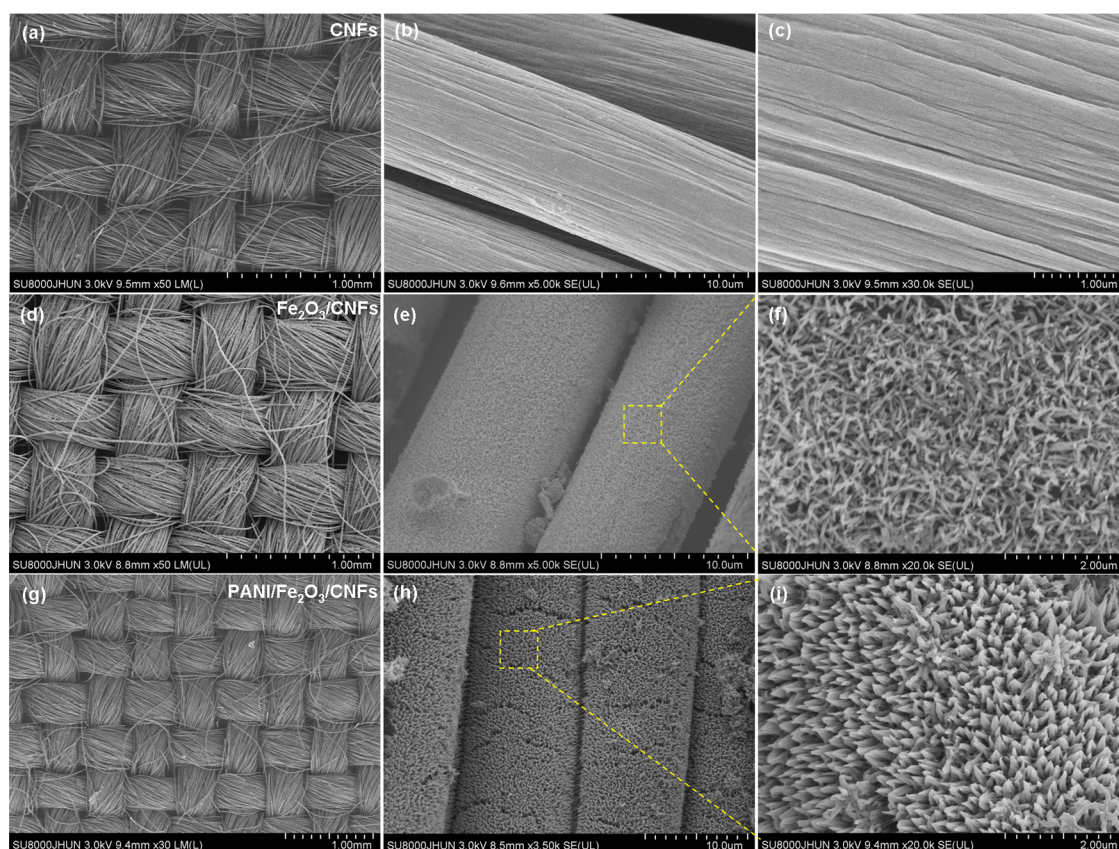 (a) CNFs
SU8000JHUN 3.0kV 9.5mm x50 LM(L) 1.00mm
(b)
SU8000JHUN 3.0kV 9.6mm x5.00k SE(UL) 10.0um
(c)
SU8000JHUN 3.0kV 9.5mm x30.0k SE(UL) 1.00um
(d) Fe₂O₃/CNFs
SU8000JHUN 3.0kV 8.8mm x50 LM(UL) 1.00mm
(e)
SU8000JHUN 3.0kV 8.8mm x5.00k SE(UL) 10.0um
(f)
SU8000JHUN 3.0kV 8.8mm x20.0k SE(UL) 2.00um
(g) PANI/Fe₂O₃/CNFs
SU8000JHUN 3.0kV 9.4mm x30 LM(UL) 1.00mm
(h)
SU8000JHUN 3.0kV 8.5mm x3.50k SE(UL) 10.0um
(i)
SU8000JHUN 3.0kV 9.4mm x20.0k SE(UL) 2.00um